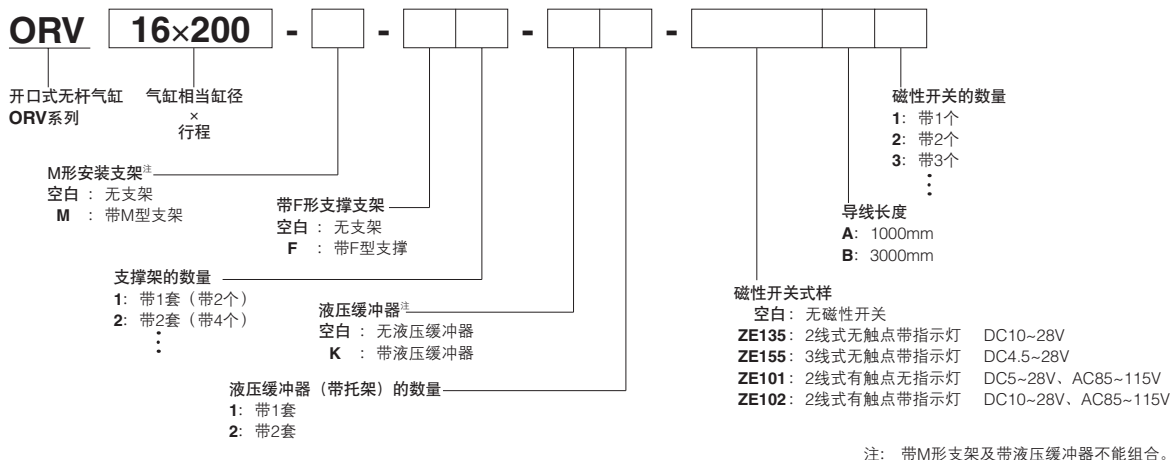 ORV 16×200 - - - -
开口式无杆气缸
ORV系列
气缸相当缸径
×
行程
M形安装支架注
空白 : 无支架
M : 带M型支架
带F形支撑支架
空白 : 无支架
F : 带F型支撑
支撑架的数量
1: 带1套（带2个）
2: 带2套（带4个）
⋮
液压缓冲器注
空白 : 无液压缓冲器
K : 带液压缓冲器
液压缓冲器（带托架）的数量
1: 带1套
2: 带2套
磁性开关的数量
1: 带1个
2: 带2个
3: 带3个
⋮
导线长度
A: 1000mm
B: 3000mm
磁性开关式样
空白: 无磁性开关
ZE135: 2线式无触点带指示灯 DC10~28V
ZE155: 3线式无触点带指示灯 DC4.5~28V
ZE101: 2线式有触点无指示灯 DC5~28V、AC85~115V
ZE102: 2线式有触点带指示灯 DC10~28V、AC85~115V
注: 带M形支架及带液压缓冲器不能组合。